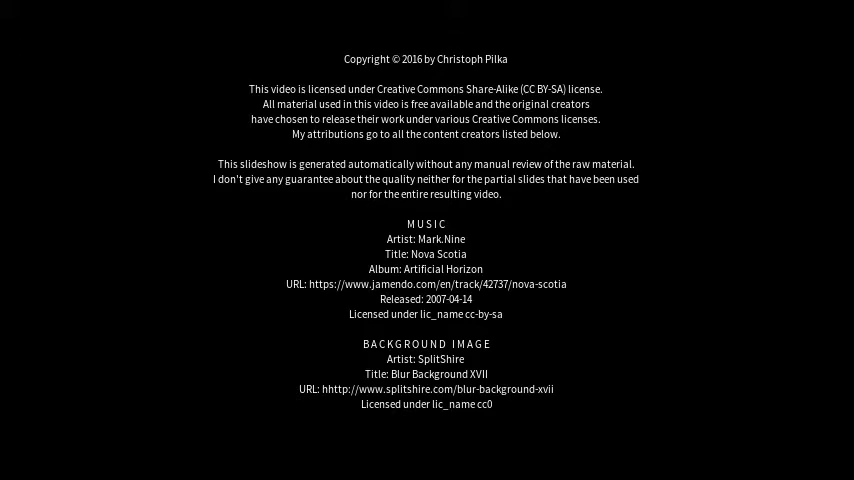 Copyright © 2016 by Christoph Pilka
This video is licensed under Creative Commons Share-Alike (CC BY-SA) license.
All material used in this video is free available and the original creators
have chosen to release their work under various Creative Commons licenses.
My attributions go to all the content creators listed below.
This slideshow is generated automatically without any manual review of the raw material.
I don't give any guarantee about the quality neither for the partial slides that have been used
nor for the entire resulting video.
MUSIC
Artist: Mark.Nine
Title: Nova Scotia
Album: Artificial Horizon
URL: https://www.jamendo.com/en/track/42737/nova-scotia
Released: 2007-04-14
Licensed under lic_name cc-by-sa
BACKGROUND IMAGE
Artist: SplitShire
Title: Blur Background XVII
URL: hhttp://www.splitshire.com/blur-background-xvii
Licensed under lic_name cc0